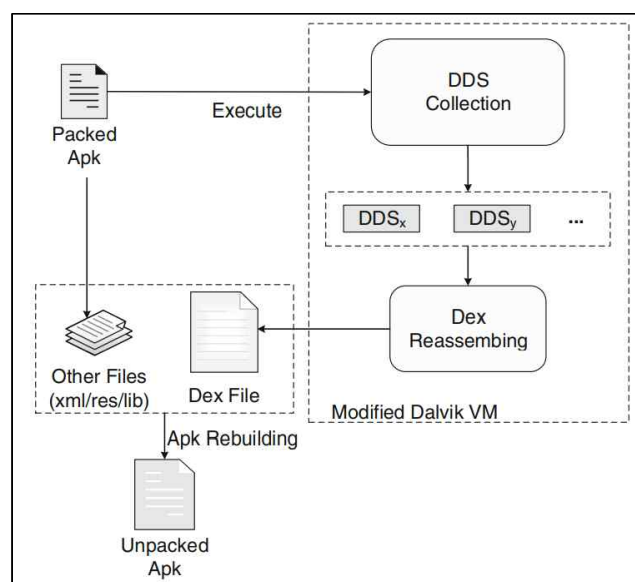 DDS
Collection
Execute
Packed
Apk
DDSx
DDSy
...
Dex
Reassembing
Other Files
(xml/res/lib)
Dex File
Modified Dalvik VM
Apk Rebuilding
Unpacked
Apk